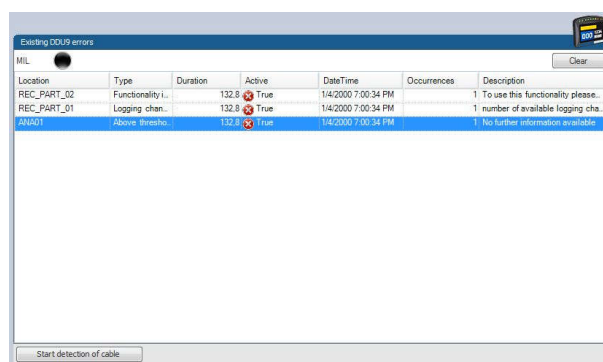 Existing DDU9 errors
MIL
Clear
Location Type Duration Active DateTime Occurrences Description
REC_PART_02 Functionality i... 132,8 True 1/4/2000 7:00:34 PM 1 To use this functionality please...
REC_PART_01 Logging chan... 132,8 True 1/4/2000 7:00:34 PM 1 number of available logging cha...
ANA01 Above thresho... 132,8 True 1/4/2000 7:00:34 PM 1 No further information available
Start detection of cable